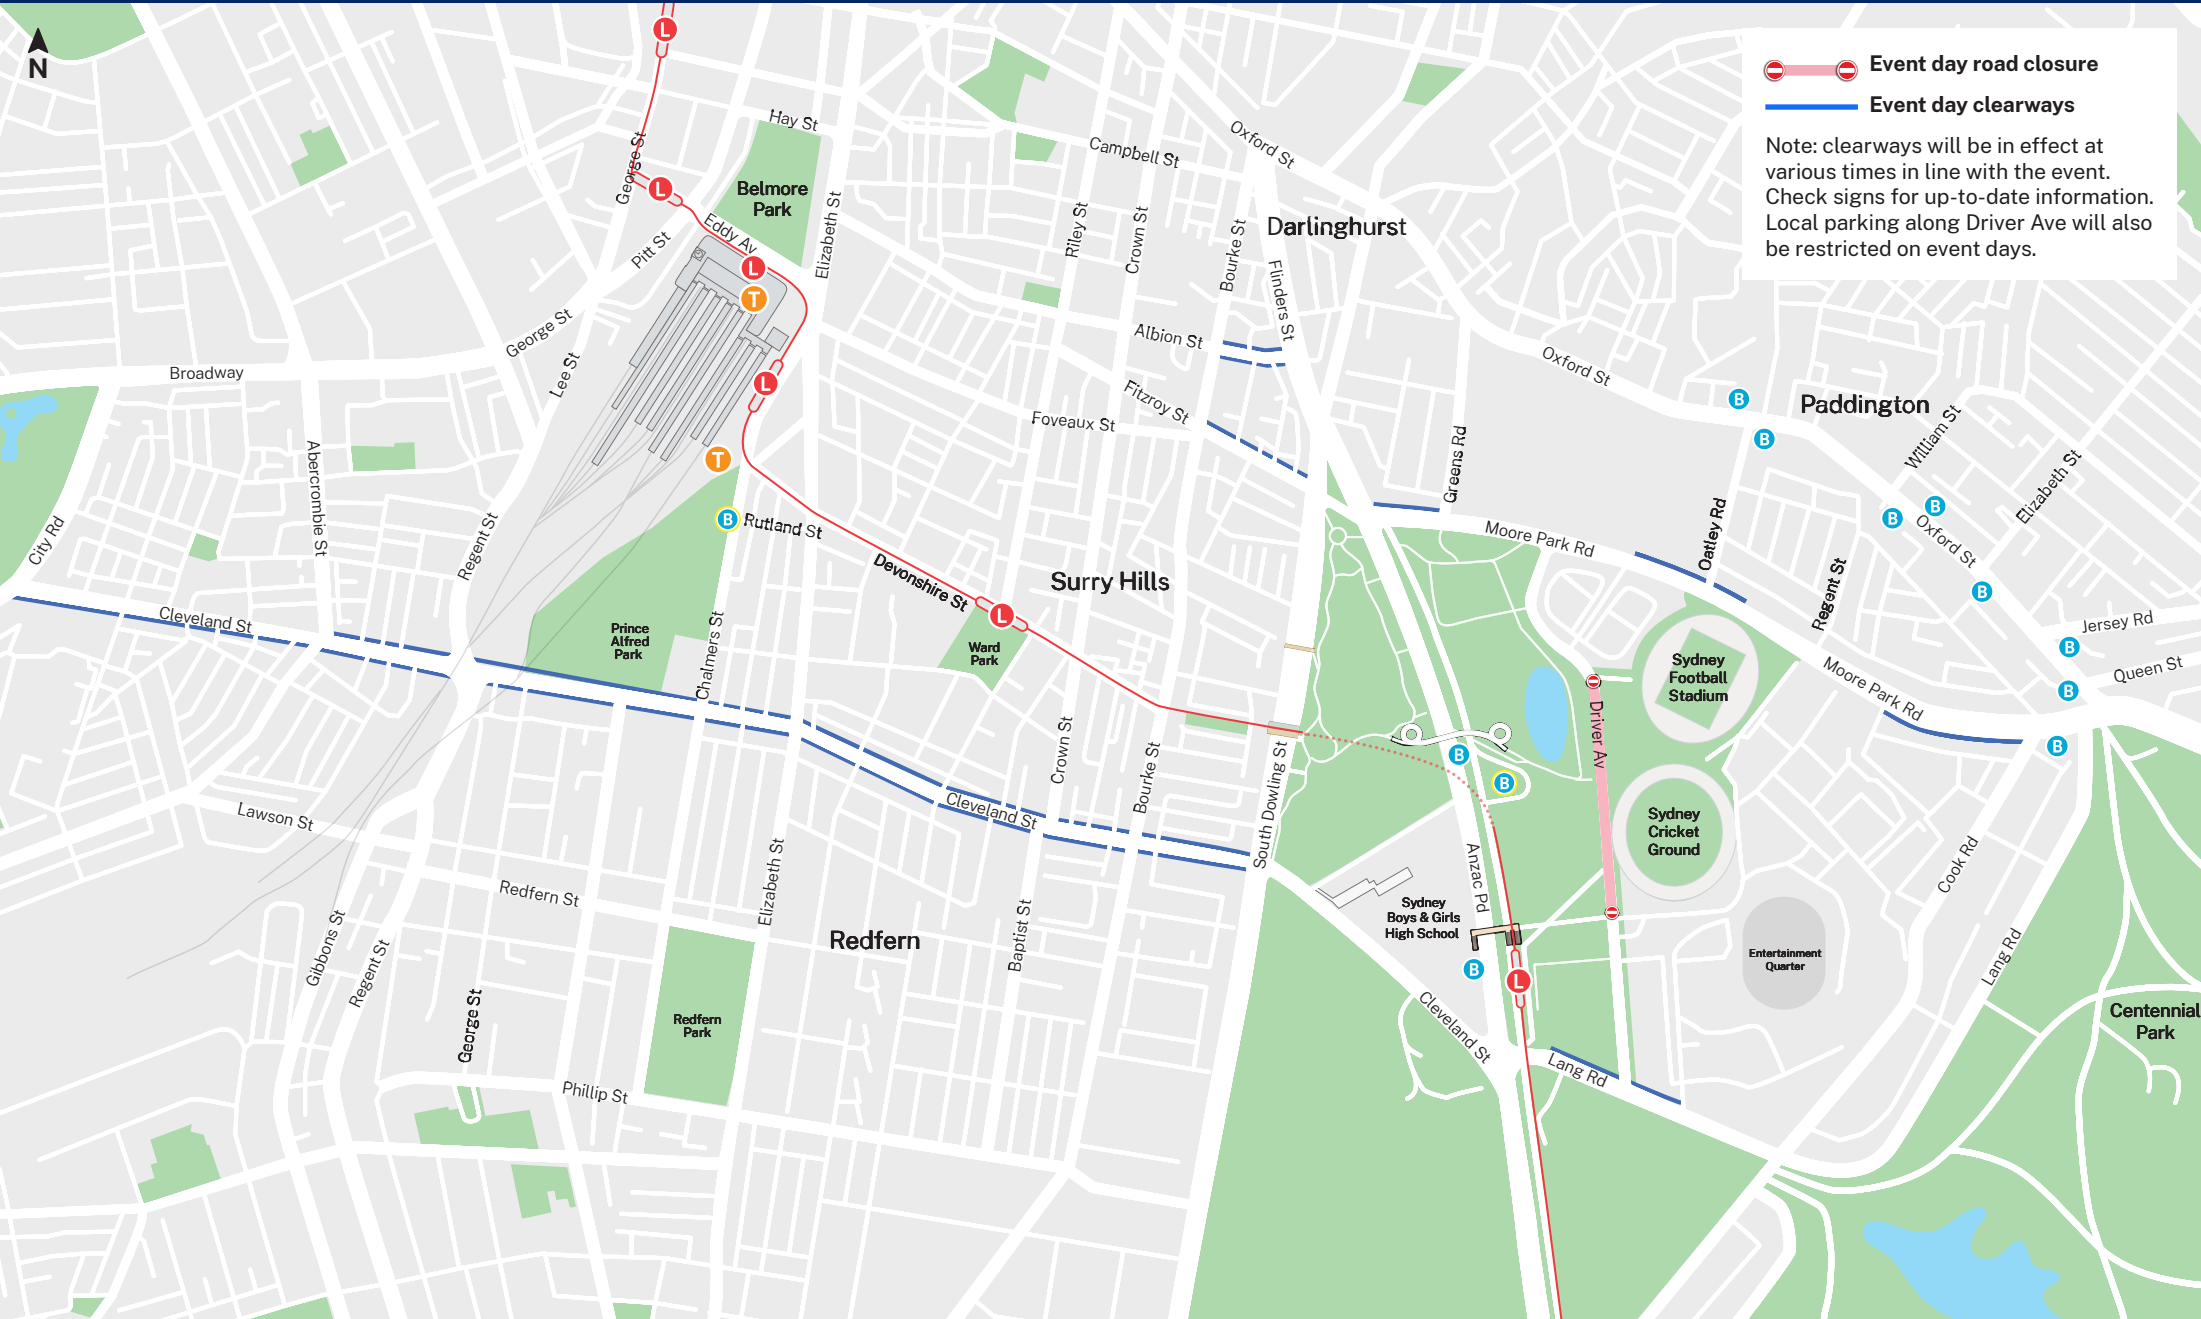 N
Event day road closure
Event day clearways
Note: clearways will be in effect at
various times in line with the event.
Check signs for up-to-date information.
Local parking along Driver Ave will also
be restricted on event days.
L
Hay St
George St
Campbell St
Oxford St
L
Belmore
Park
Elizabeth St
Riley St
Crown St
Bourke St
Darlinghurst
Eddy Av
Pitt St
L
T
Flinders St
George St
Albion St
Lee St
Broadway
L
Oxford St
B
Paddington
Fitzroy St
Foveaux St
B
William St
Greens Rd
Abercrombie St
T
Elizabeth St
B
Rutland St
B
B
Oxford St
City Rd
Regent St
Moore Park Rd
Oatley Rd
Devonshire St
Surry Hills
Regent St
B
L
Cleveland St
Prince
Alfred
Park
Chalmers St
Ward
Park
Jersey Rd
B
Queen St
Sydney
Football
Stadium
Moore Park Rd
B
Driver Av
Crown St
Bourke St
South Dowling St
B
B
B
Cleveland St
Lawson St
Sydney
Cricket
Ground
Cook Rd
Redfern St
Elizabeth St
Anzac Pd
Sydney
Boys & Girls
High School
Redfern
Baptist St
Gibbons St
Regent St
Entertainment
Quarter
Lang Rd
B
L
George St
Redfern
Park
Cleveland St
Centennial
Park
Lang Rd
Phillip St